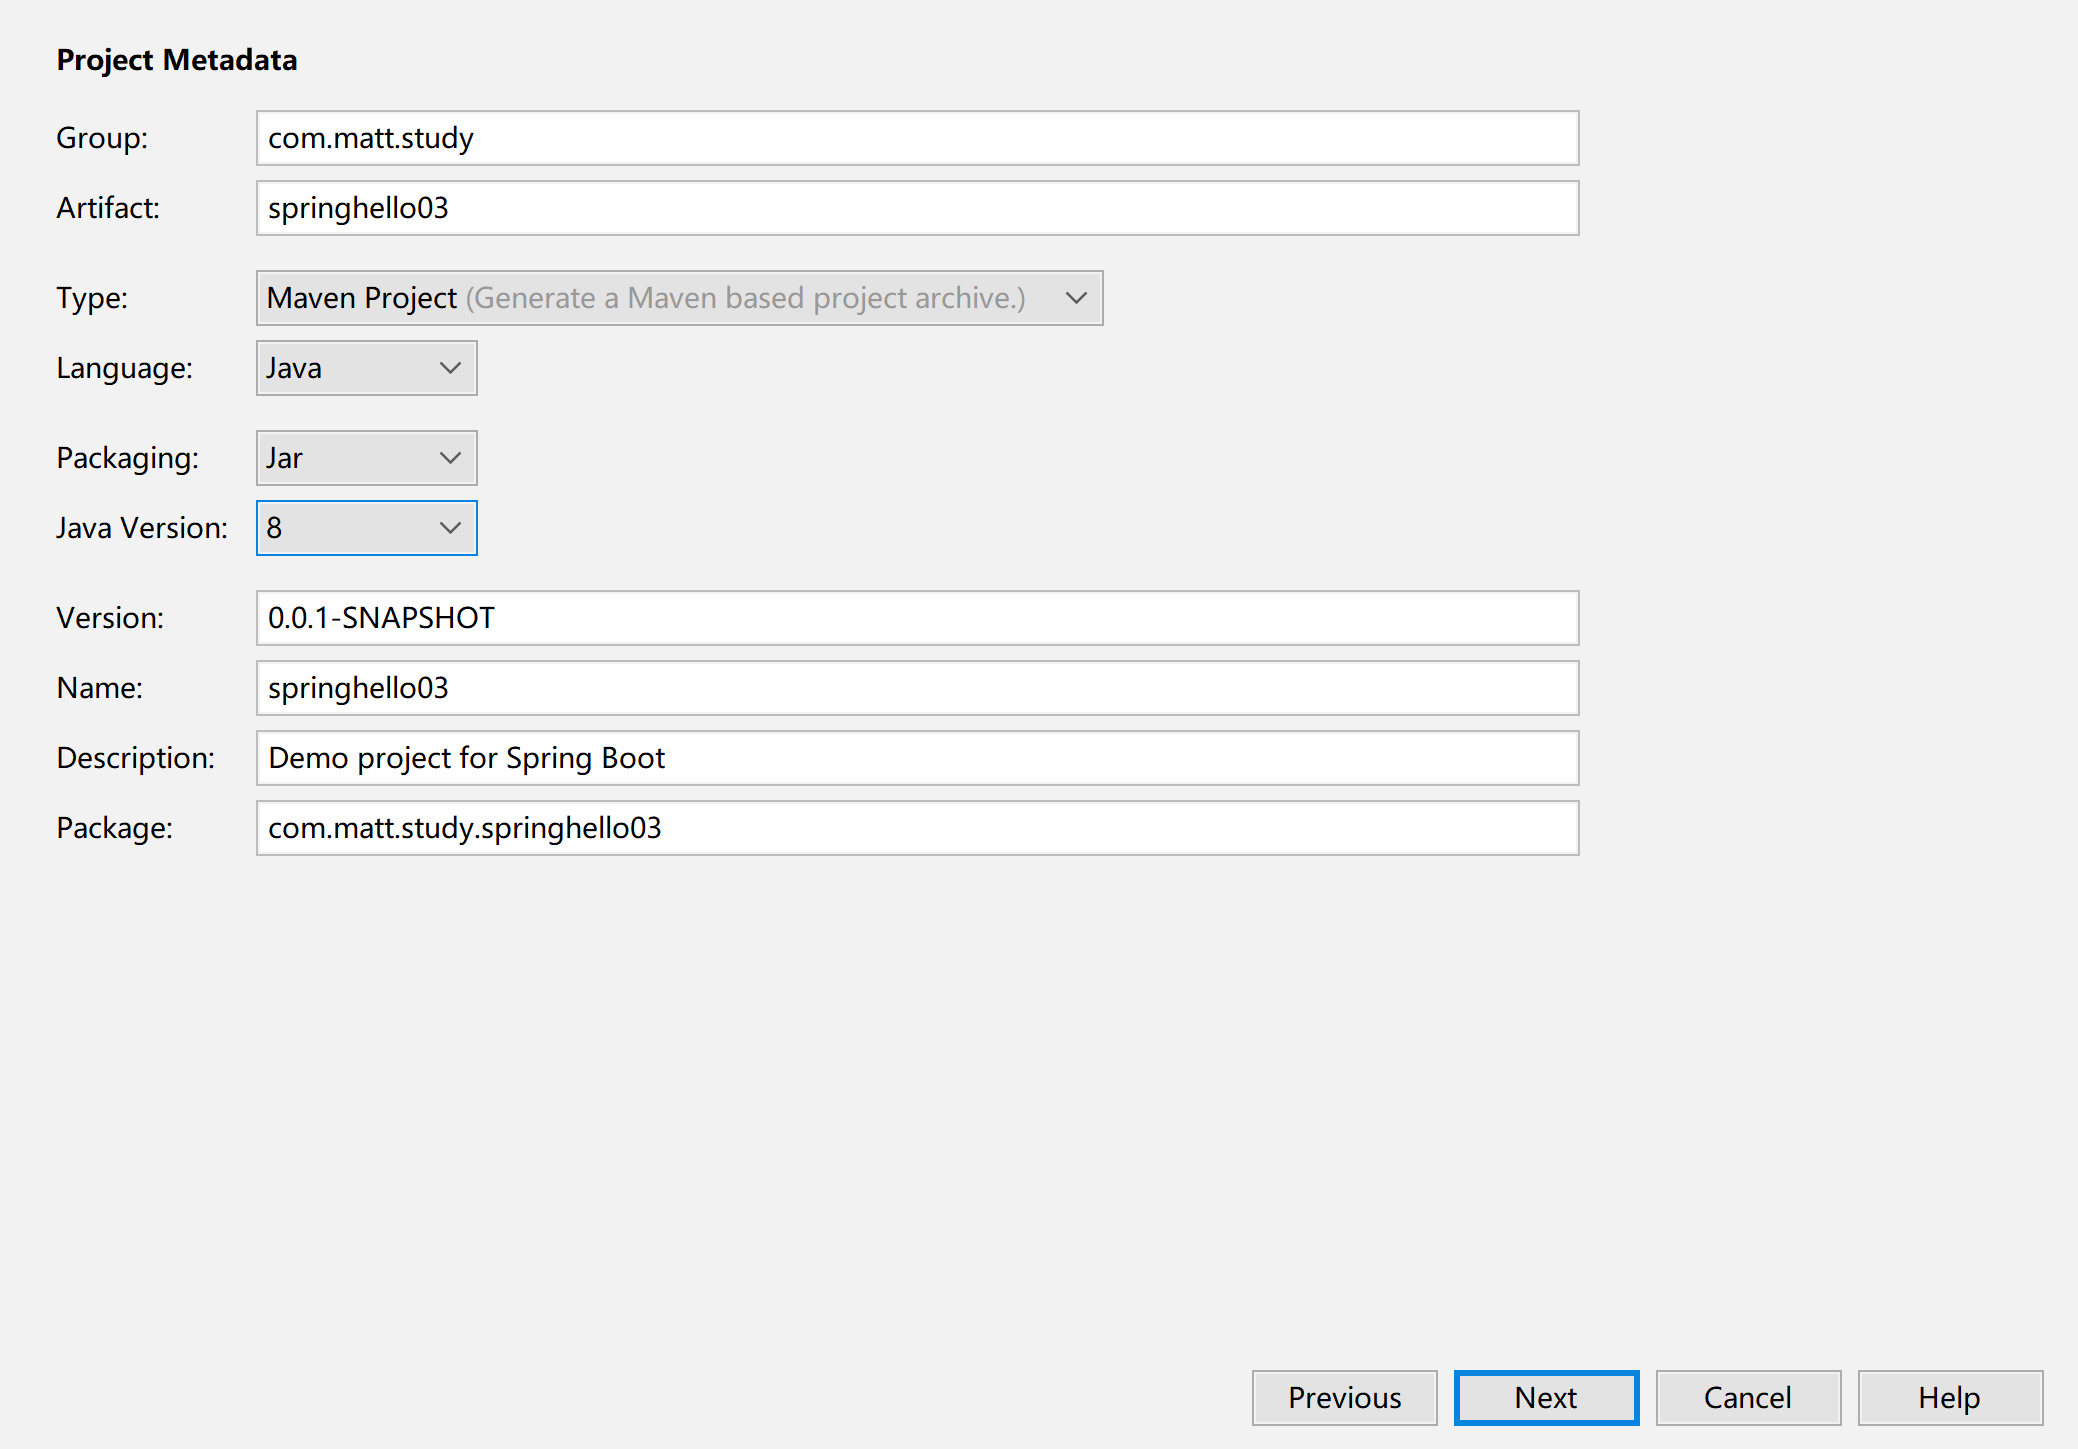 Project Metadata
Group: com.matt.study
Artifact: springhello03
Type: Maven Project (Generate a Maven based project archive.)
Language: Java
Packaging: Jar
Java Version: 8
Version: 0.0.1-SNAPSHOT
Name: springhello03
Description: Demo project for Spring Boot
Package: com.matt.study.springhello03
Previous Next Cancel Help